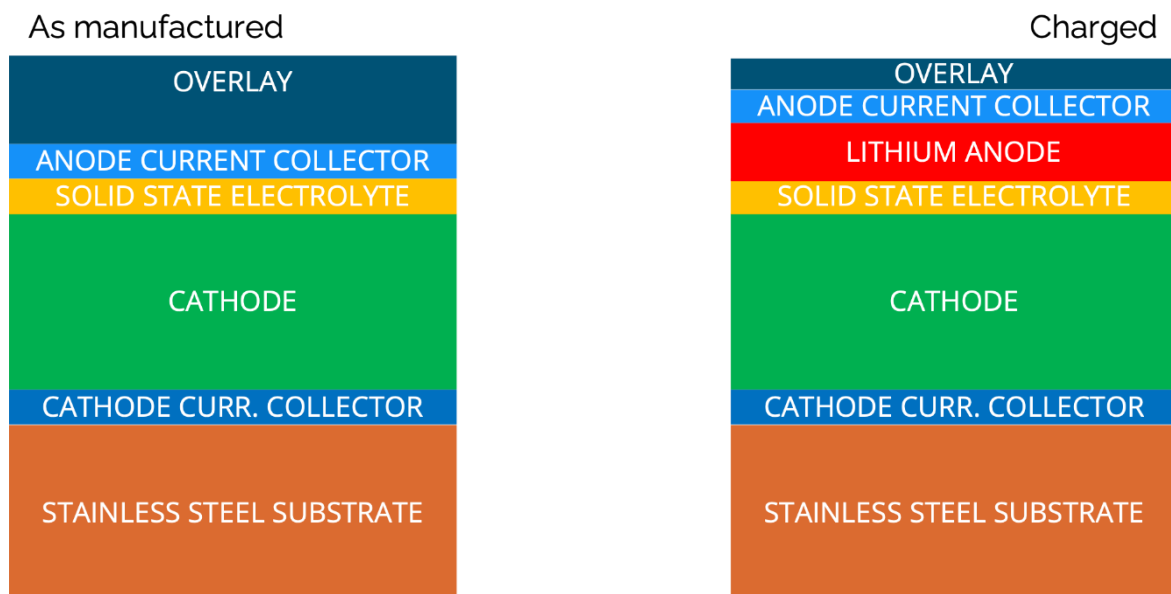 As manufactured
OVERLAY
ANODE CURRENT COLLECTOR
SOLID STATE ELECTROLYTE
CATHODE
CATHODE CURR. COLLECTOR
STAINLESS STEEL SUBSTRATE
Charged
OVERLAY
ANODE CURRENT COLLECTOR
LITHIUM ANODE
SOLID STATE ELECTROLYTE
CATHODE
CATHODE CURR. COLLECTOR
STAINLESS STEEL SUBSTRATE